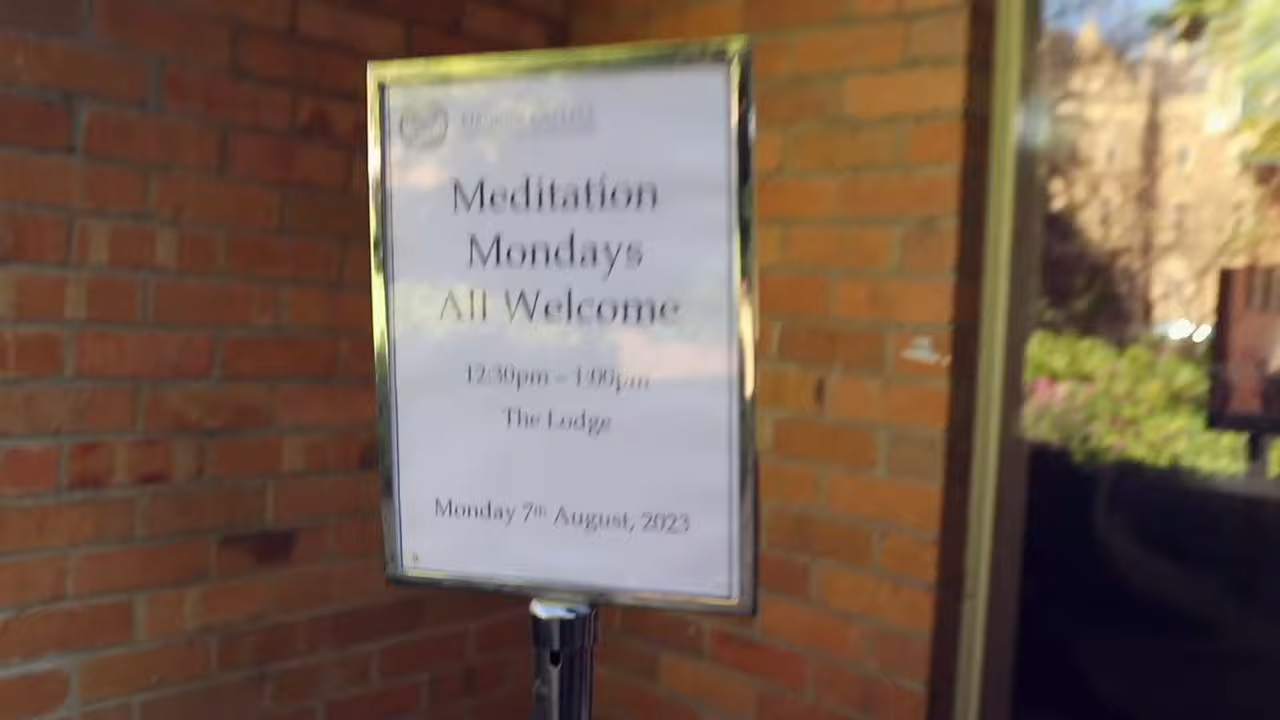 Meditation
Mondays
All Welcome
12:30pm – 1:00pm
The Lodge
Monday 7th August, 2023